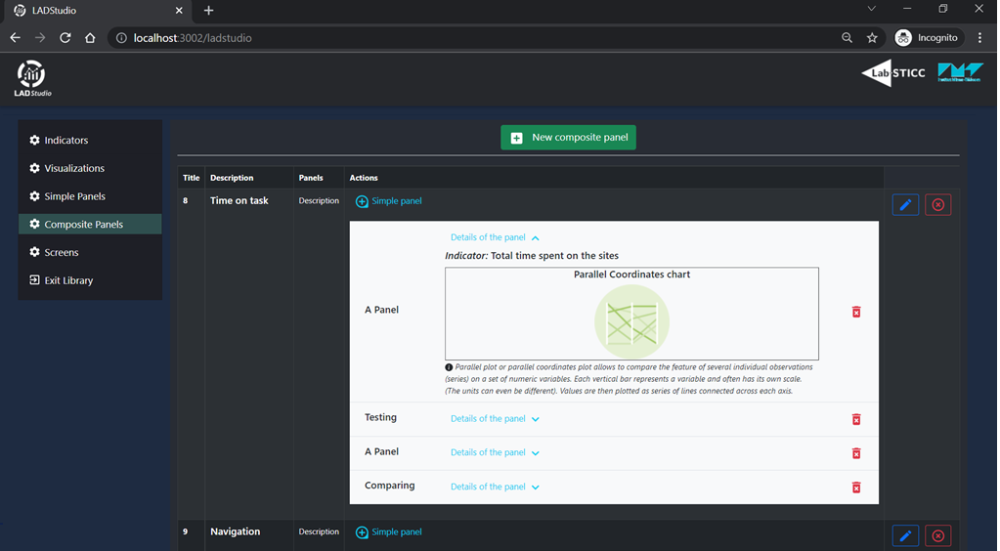 LADStudio
localhost:3002/ladstudio
Incognito
LAD Studio
Lab STICC
Indicators
Visualizations
Simple Panels
Composite Panels
Screens
Exit Library
New composite panel
Title Description Panels Actions
8 Time on task Description Simple panel
Details of the panel
Indicator: Total time spent on the sites
Parallel Coordinates chart
A Panel
Parallel plot or parallel coordinates plot allows to compare the feature of several individual observations
(series) on a set of numeric variables. Each vertical bar represents a variable and often has its own scale.
(The units can even be different). Values are then plotted as series of lines connected across each axis.
Testing Details of the panel
A Panel Details of the panel
Comparing Details of the panel
9 Navigation Description Simple panel